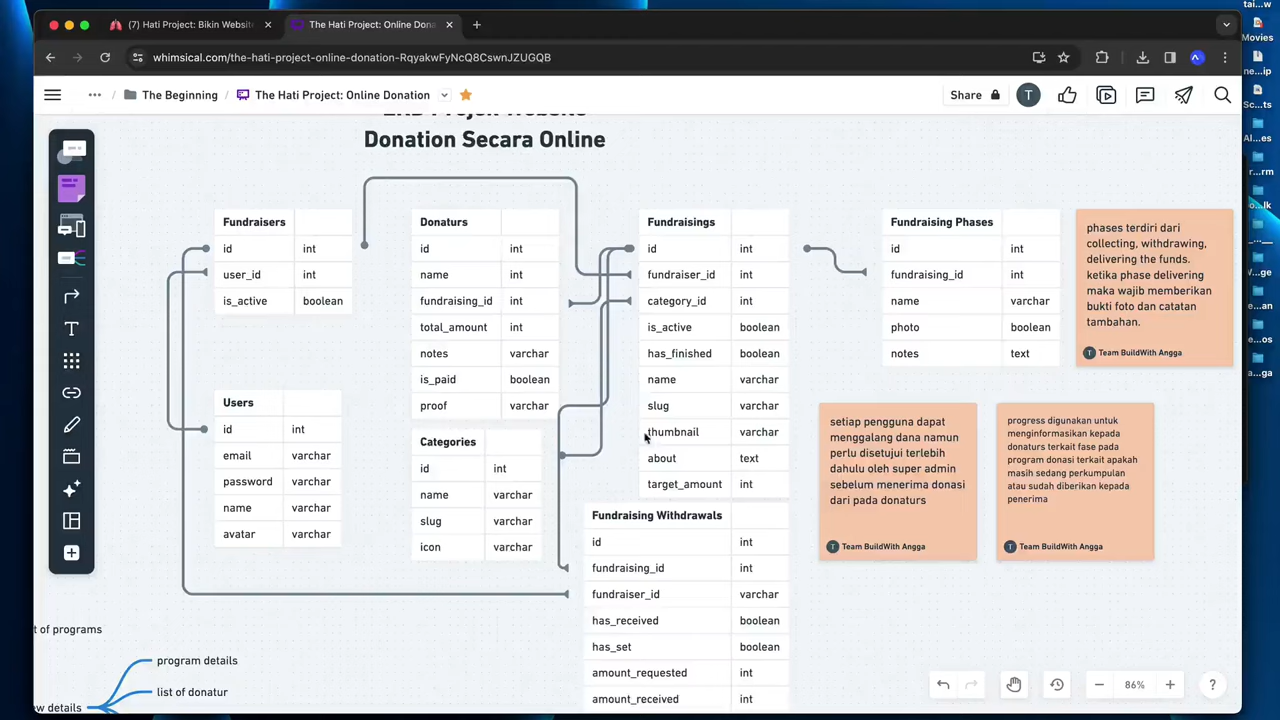 (7) Hati Project: Bikin Websit
The Hati Project: Online Dona
whimsical.com/the-hati-project-online-donation-RqyakwFyNcQ8CswnJZUGQB
... / The Beginning / The Hati Project: Online Donation
Share
T
Donation Secara Online
Fundraisers
id int
user_id int
is_active boolean
Users
id int
email varchar
password varchar
name varchar
avatar varchar
Donaturs
id int
name int
fundraising_id int
total_amount int
notes varchar
is_paid boolean
proof varchar
Categories
id int
name varchar
slug varchar
icon varchar
Fundraisings
id int
fundraiser_id int
category_id int
is_active boolean
has_finished boolean
name varchar
slug varchar
thumbnail varchar
about text
target_amount int
Fundraising Withdrawals
id int
fundraising_id int
fundraiser_id varchar
has_received boolean
has_set boolean
amount_requested int
amount_received int
Fundraising Phases
id int
fundraising_id int
name varchar
photo boolean
notes text
phases terdiri dari
collecting, withdrawing,
delivering the funds.
ketika phase delivering
maka wajib memberikan
bukti foto dan catatan
tambahan.
T Team BuildWith Angga
setiap pengguna dapat
menggalang dana namun
perlu disetujui terlebih
dahulu oleh super admin
sebelum menerima donasi
dari pada donaturs
T Team BuildWith Angga
progress digunakan untuk
menginformasikan kepada
donaturs terkait fase pada
program donasi terkait apakah
masih sedang perkumpulan
atau sudah diberikan kepada
penerima
T Team BuildWith Angga
t of programs
program details
list of donatur
ew details
86%
Movies